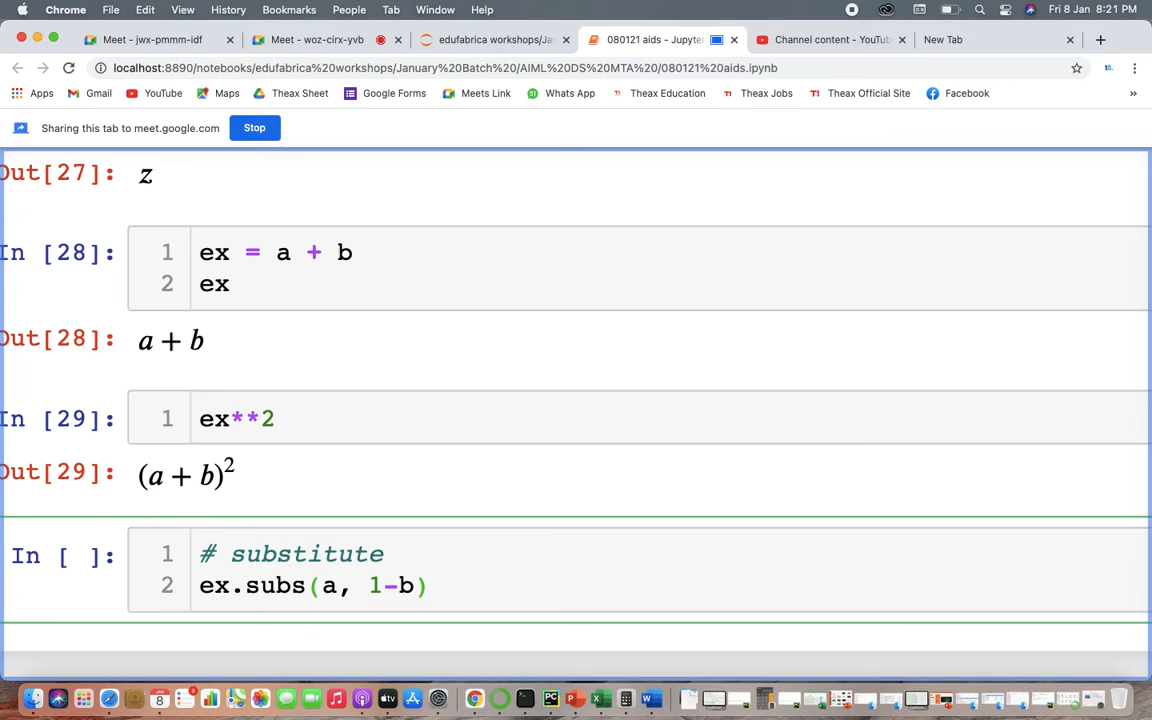 Chrome File Edit View History Bookmarks People Tab Window Help Fri 8 Jan 8:21 PM
Meet - jwx-pmmm-idf Meet - woz-cirx-yvb edufabrica workshops/Jan 080121 aids - Jupyter Channel content - YouTub New Tab
localhost:8890/notebooks/edufabrica%20workshops/January%20Batch%20/AIML%20DS%20MTA%20/080121%20aids.ipynb
Apps Gmail YouTube Maps Theax Sheet Google Forms Meets Link Whats App Theax Education Theax Jobs Theax Official Site Facebook »
Sharing this tab to meet.google.com Stop
Out[27]: z
In [28]: 1 ex = a + b
2 ex
Out[28]: a + b
In [29]: 1 ex**2
Out[29]: (a + b)²
In [ ]: 1 # substitute
2 ex.subs(a, 1-b)